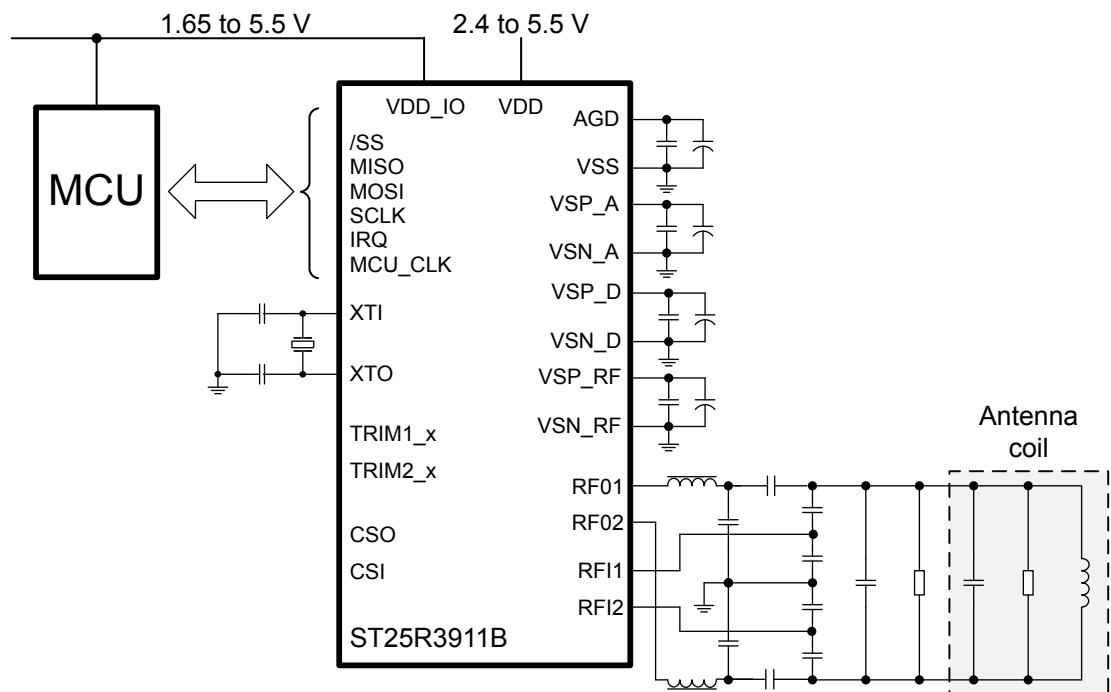 1.65 to 5.5 V
2.4 to 5.5 V
MCU
VDD_IO
VDD
/SS
MISO
MOSI
SCLK
IRQ
MCU_CLK
XTI
XTO
TRIM1_x
TRIM2_x
CSO
CSI
ST25R3911B
AGD
VSS
VSP_A
VSN_A
VSP_D
VSN_D
VSP_RF
VSN_RF
RF01
RF02
RFI1
RFI2
Antenna
coil